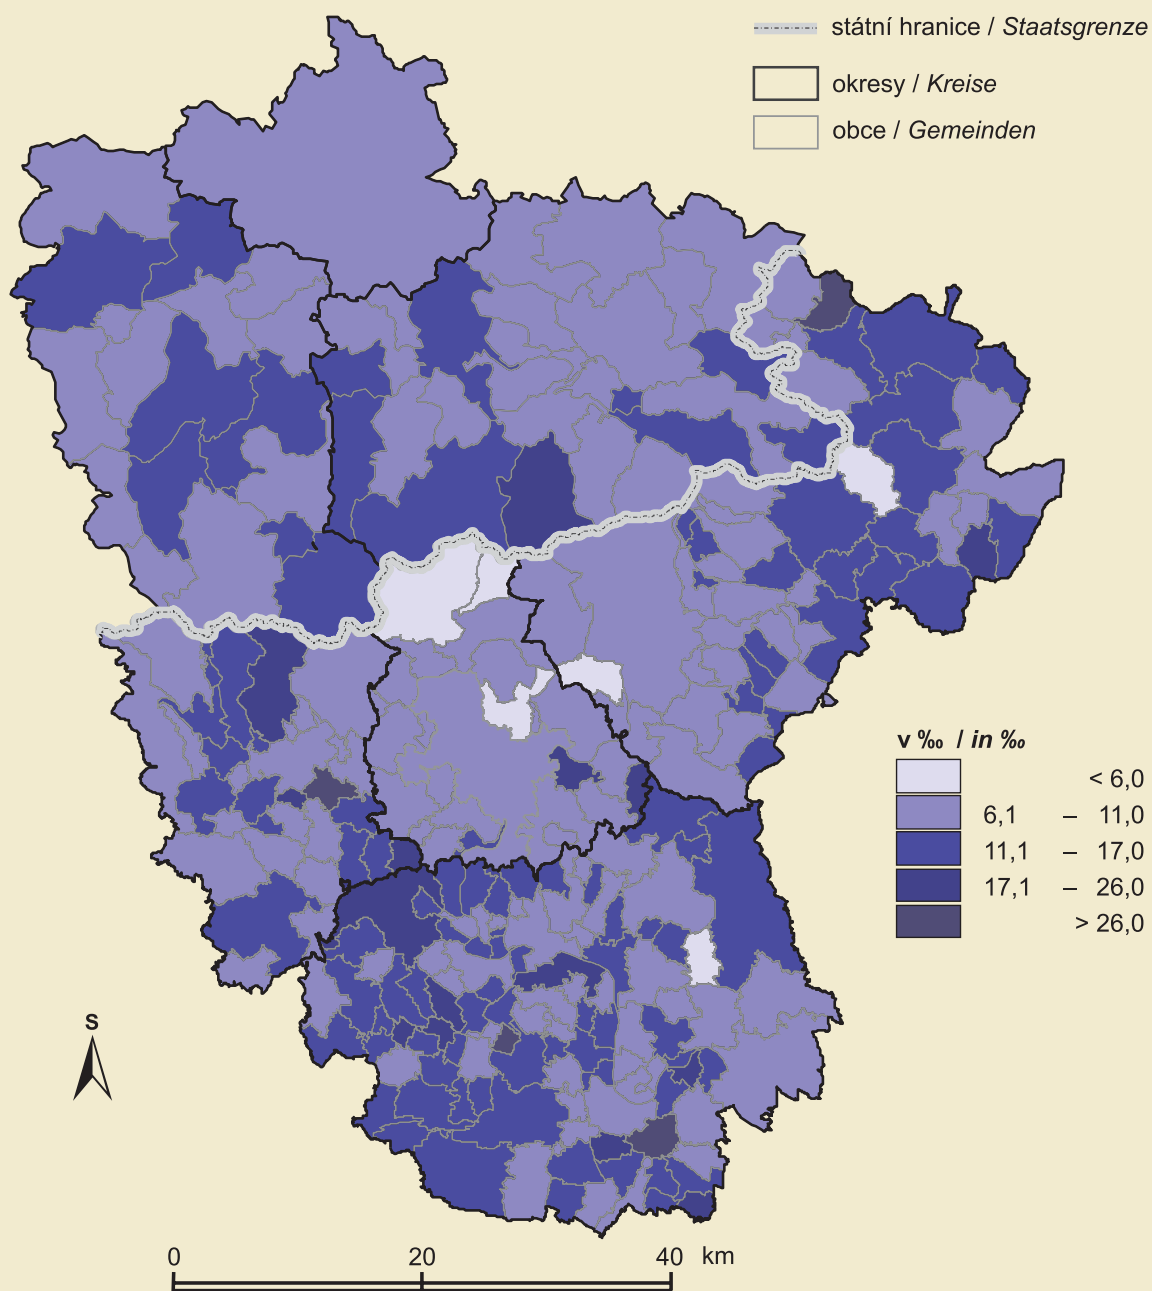 státní hranice / Staatsgrenze
okresy / Kreise
obce / Gemeinden
v ‰ / in ‰
< 6,0
6,1 – 11,0
11,1 – 17,0
17,1 – 26,0
> 26,0
S
0 20 40 km